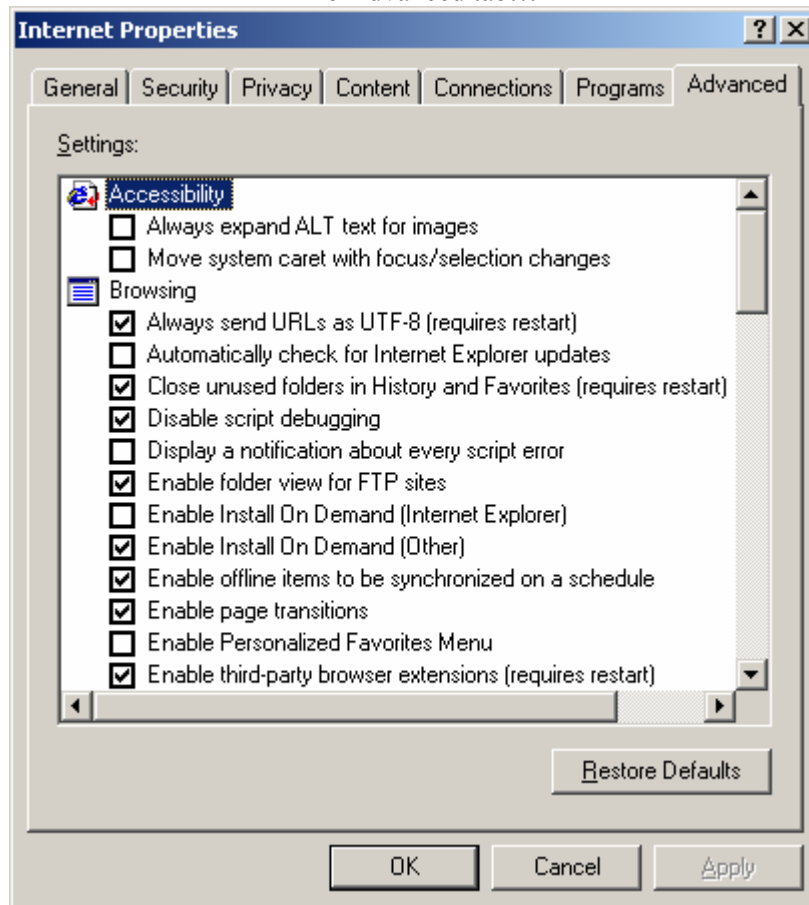 Internet Properties
General Security Privacy Content Connections Programs Advanced
Settings:
Accessibility
Always expand ALT text for images
Move system caret with focus/selection changes
Browsing
Always send URLs as UTF-8 (requires restart)
Automatically check for Internet Explorer updates
Close unused folders in History and Favorites (requires restart)
Disable script debugging
Display a notification about every script error
Enable folder view for FTP sites
Enable Install On Demand (Internet Explorer)
Enable Install On Demand (Other)
Enable offline items to be synchronized on a schedule
Enable page transitions
Enable Personalized Favorites Menu
Enable third-party browser extensions (requires restart)
Restore Defaults
OK Cancel Apply